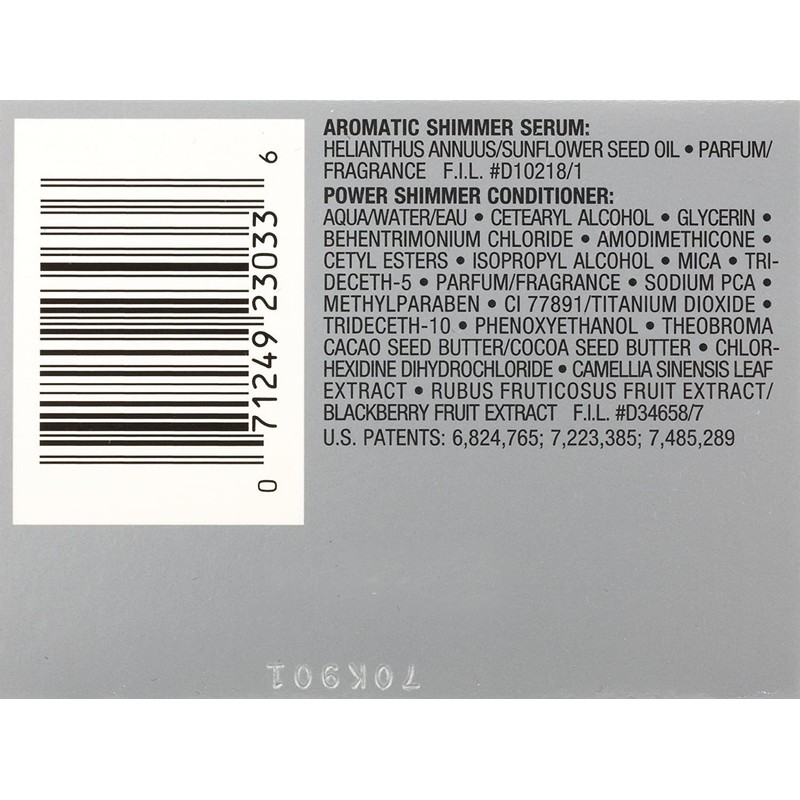 AROMATIC SHIMMER SERUM:
HELIANTHUS ANNUUS/SUNFLOWER SEED OIL • PARFUM/
FRAGRANCE F.I.L. #D10218/1
POWER SHIMMER CONDITIONER:
AQUA/WATER/EAU • CETEARYL ALCOHOL • GLYCERIN •
BEHENTRIMONIUM CHLORIDE • AMODIMETHICONE •
CETYL ESTERS • ISOPROPYL ALCOHOL • MICA • TRI-
DECETH-5 • PARFUM/FRAGRANCE • SODIUM PCA •
METHYLPARABEN • CI 77891/TITANIUM DIOXIDE •
TRIDECETH-10 • PHENOXYETHANOL • THEOBROMA
CACAO SEED BUTTER/COCOA SEED BUTTER • CHLOR-
HEXIDINE DIHYDROCHLORIDE • CAMELLIA SINENSIS LEAF
EXTRACT • RUBUS FRUTICOSUS FRUIT EXTRACT/
BLACKBERRY FRUIT EXTRACT F.I.L. #D34658/7
U.S. PATENTS: 6,824,765; 7,223,385; 7,485,289
0 71249 23033 6
70K901